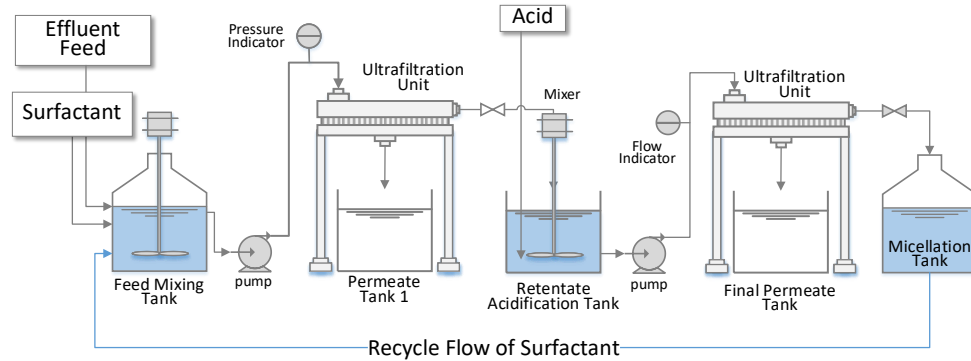 Effluent
Feed
Surfactant
Pressure
Indicator
Ultrafiltration
Unit
Acid
Mixer
Ultrafiltration
Unit
Flow
Indicator
Feed Mixing
Tank
pump
Permeate
Tank 1
Retentate
Acidification Tank
pump
Final Permeate
Tank
Micellation
Tank
Recycle Flow of Surfactant